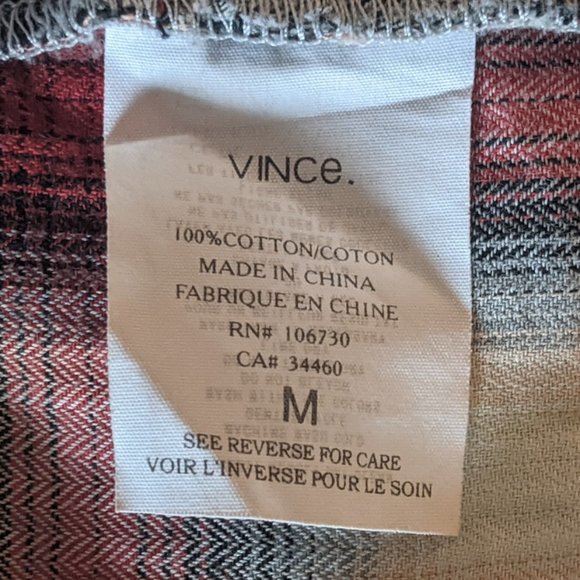 VINCe.
100%COTTON/COTON
MADE IN CHINA
FABRIQUE EN CHINE
RN# 106730
CA# 34460
M
SEE REVERSE FOR CARE
VOIR L'INVERSE POUR LE SOIN